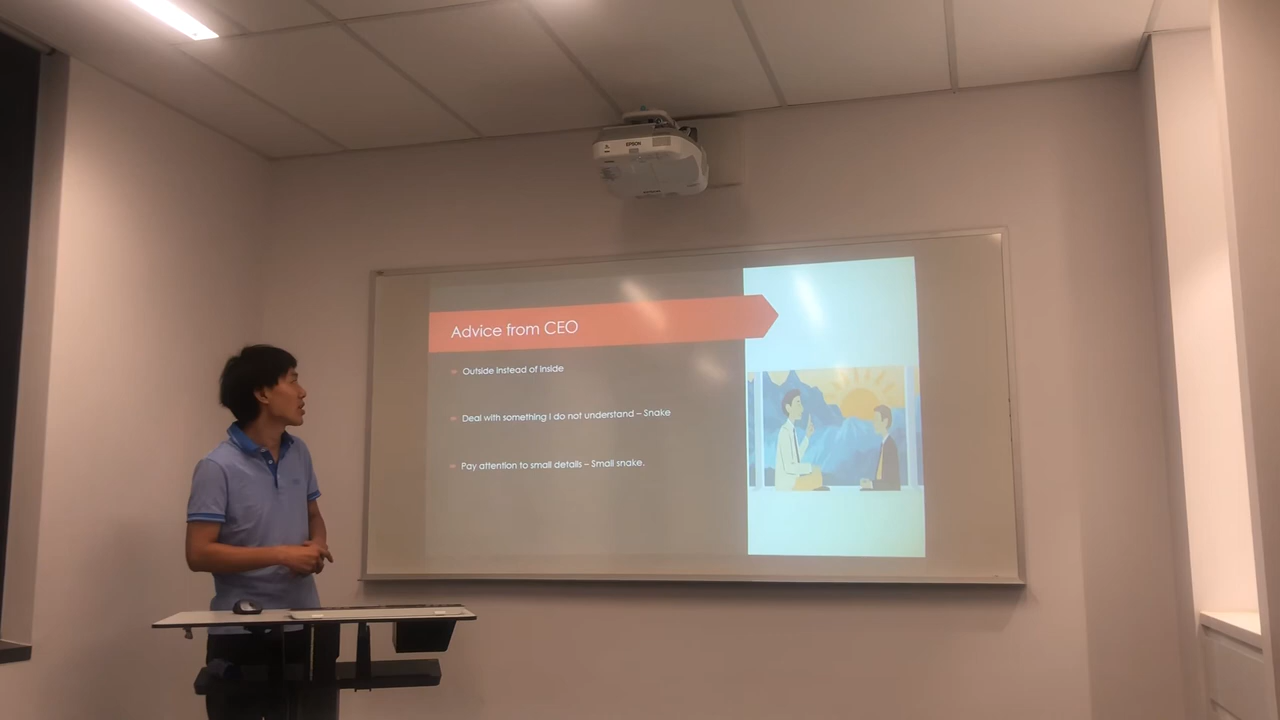 EPSON
Advice from CEO
Outside instead of inside
Deal with something I do not understand – Snake
Pay attention to small details – Small snake.